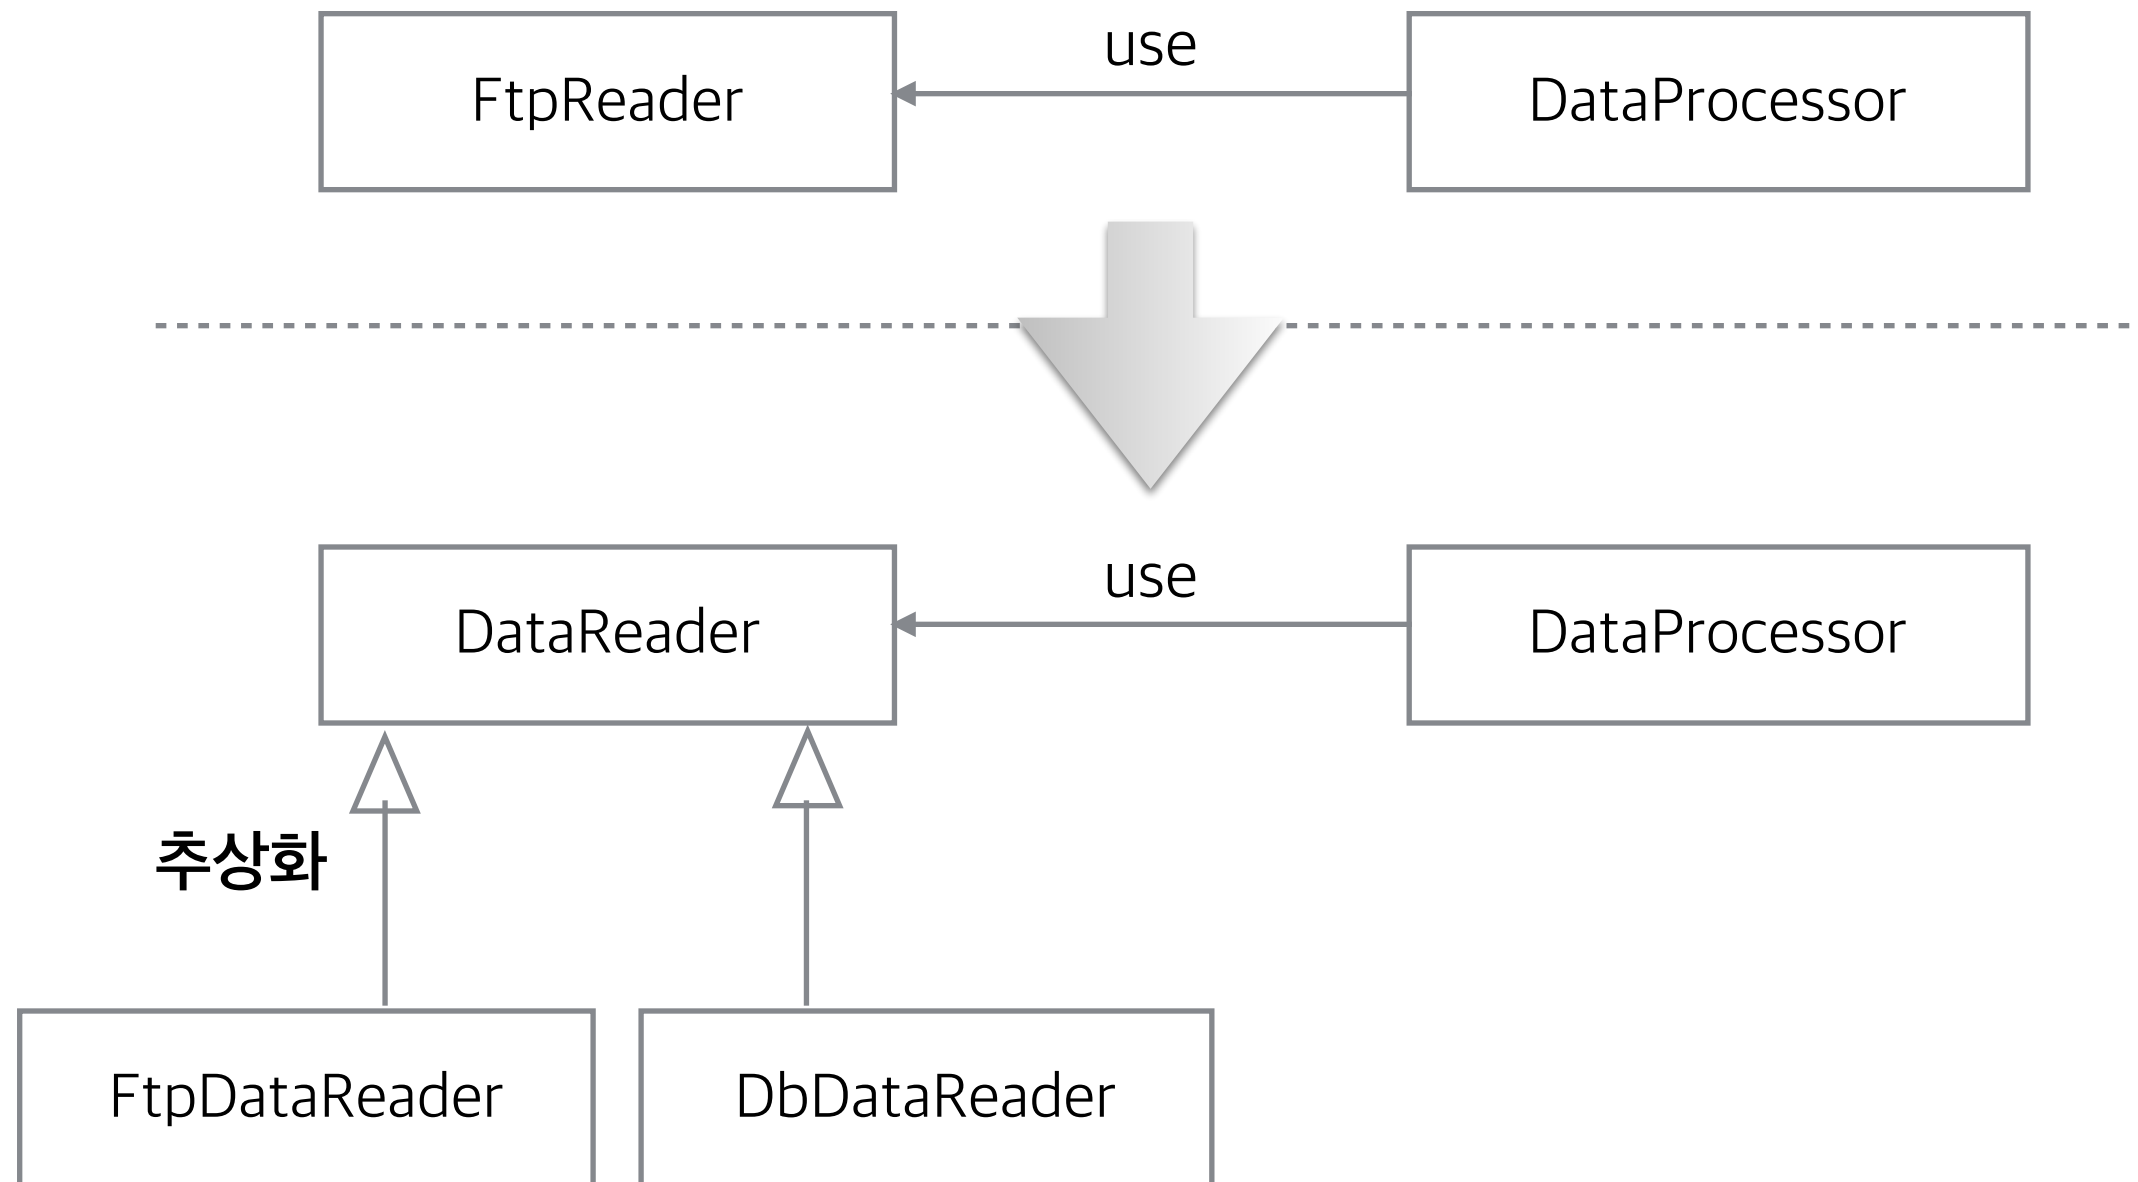 FtpReader
use
DataProcessor
DataReader
use
DataProcessor
추상화
FtpDataReader
DbDataReader